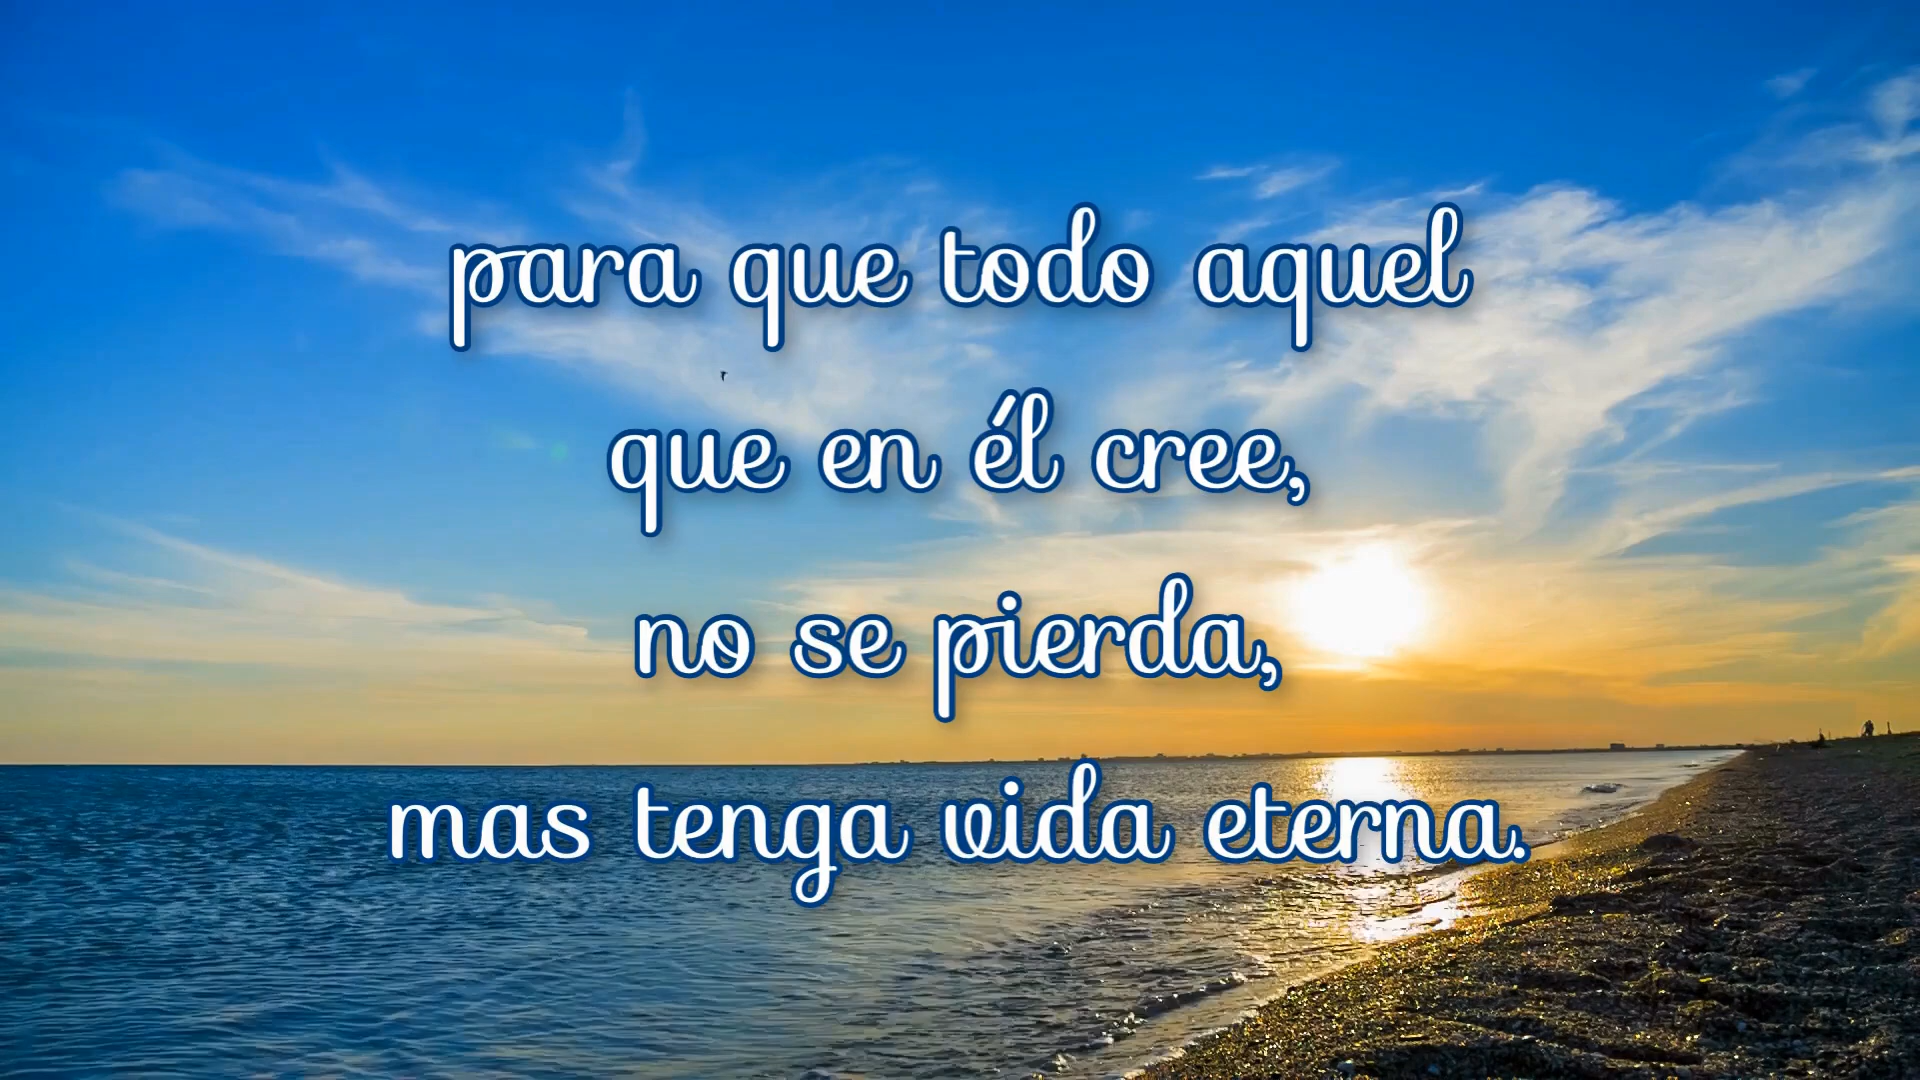 para que todo aquel
que en él cree,
no se pierda,
mas tenga vida eterna.